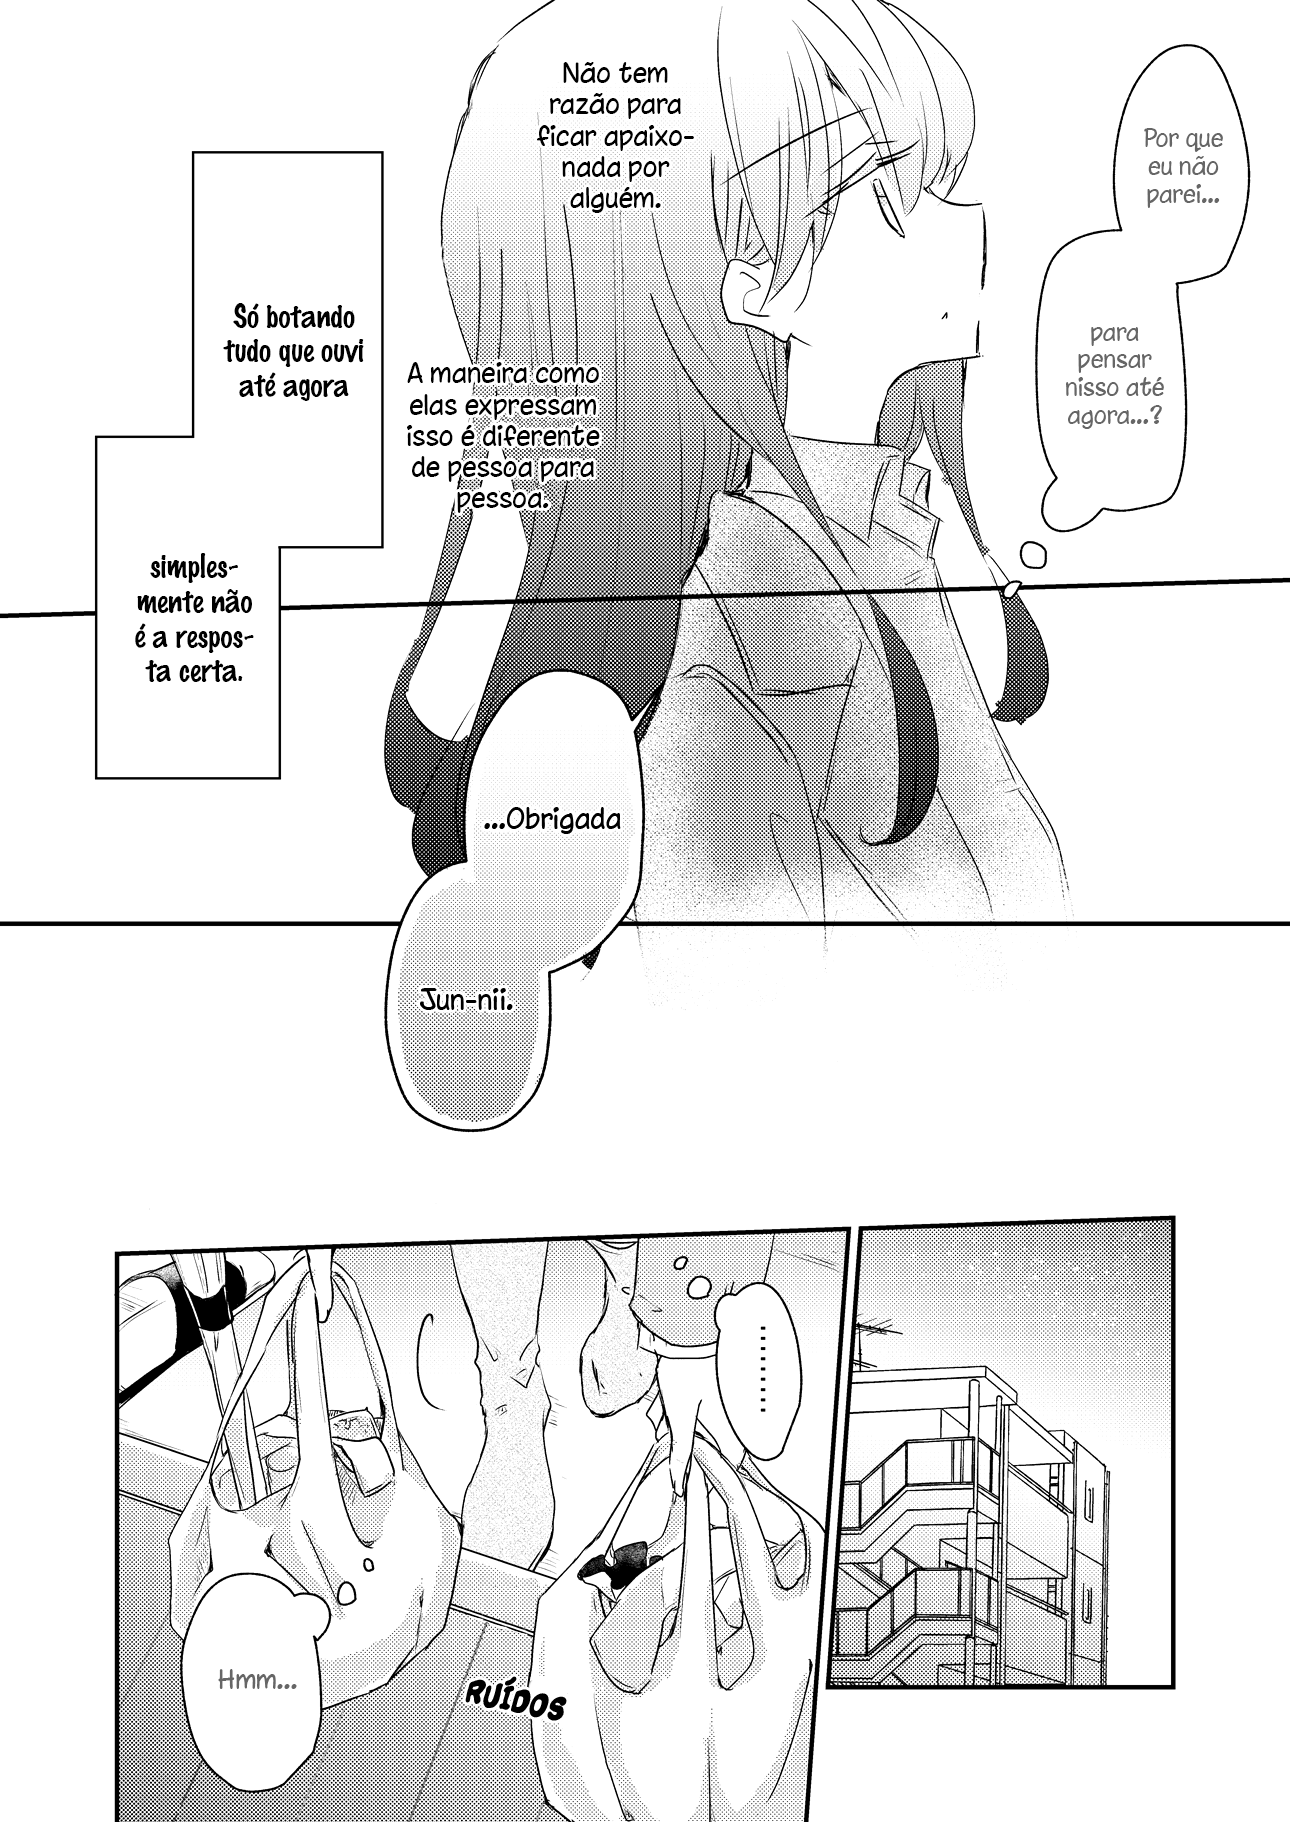 Por que
eu não
parei...
para
pensar
nisso até
agora...?
Não tem
razão para
ficar apaixo-
nada por
alguém.
A maneira como
elas expressam
isso é diferente
de pessoa para
pessoa.
Só botando
tudo que ouvi
até agora
simples-
mente não
é a respos-
ta certa.
...Obrigada
Jun-nii.
..........
RUÍDOS
Hmm...